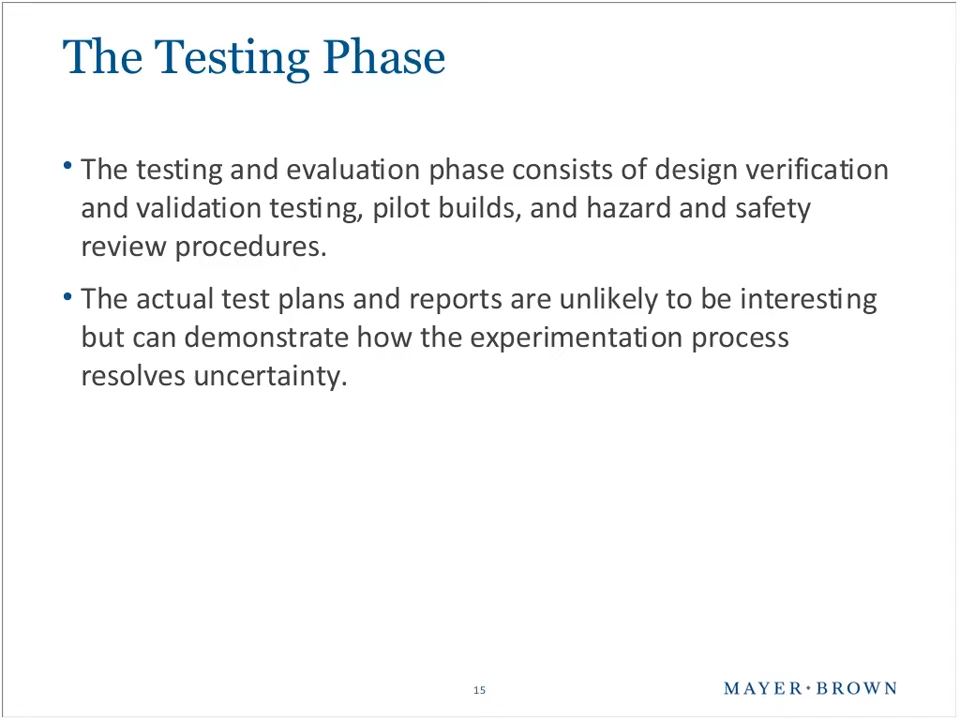 The Testing Phase
• The testing and evaluation phase consists of design verification
and validation testing, pilot builds, and hazard and safety
review procedures.
• The actual test plans and reports are unlikely to be interesting
but can demonstrate how the experimentation process
resolves uncertainty.
15
MAYER•BROWN